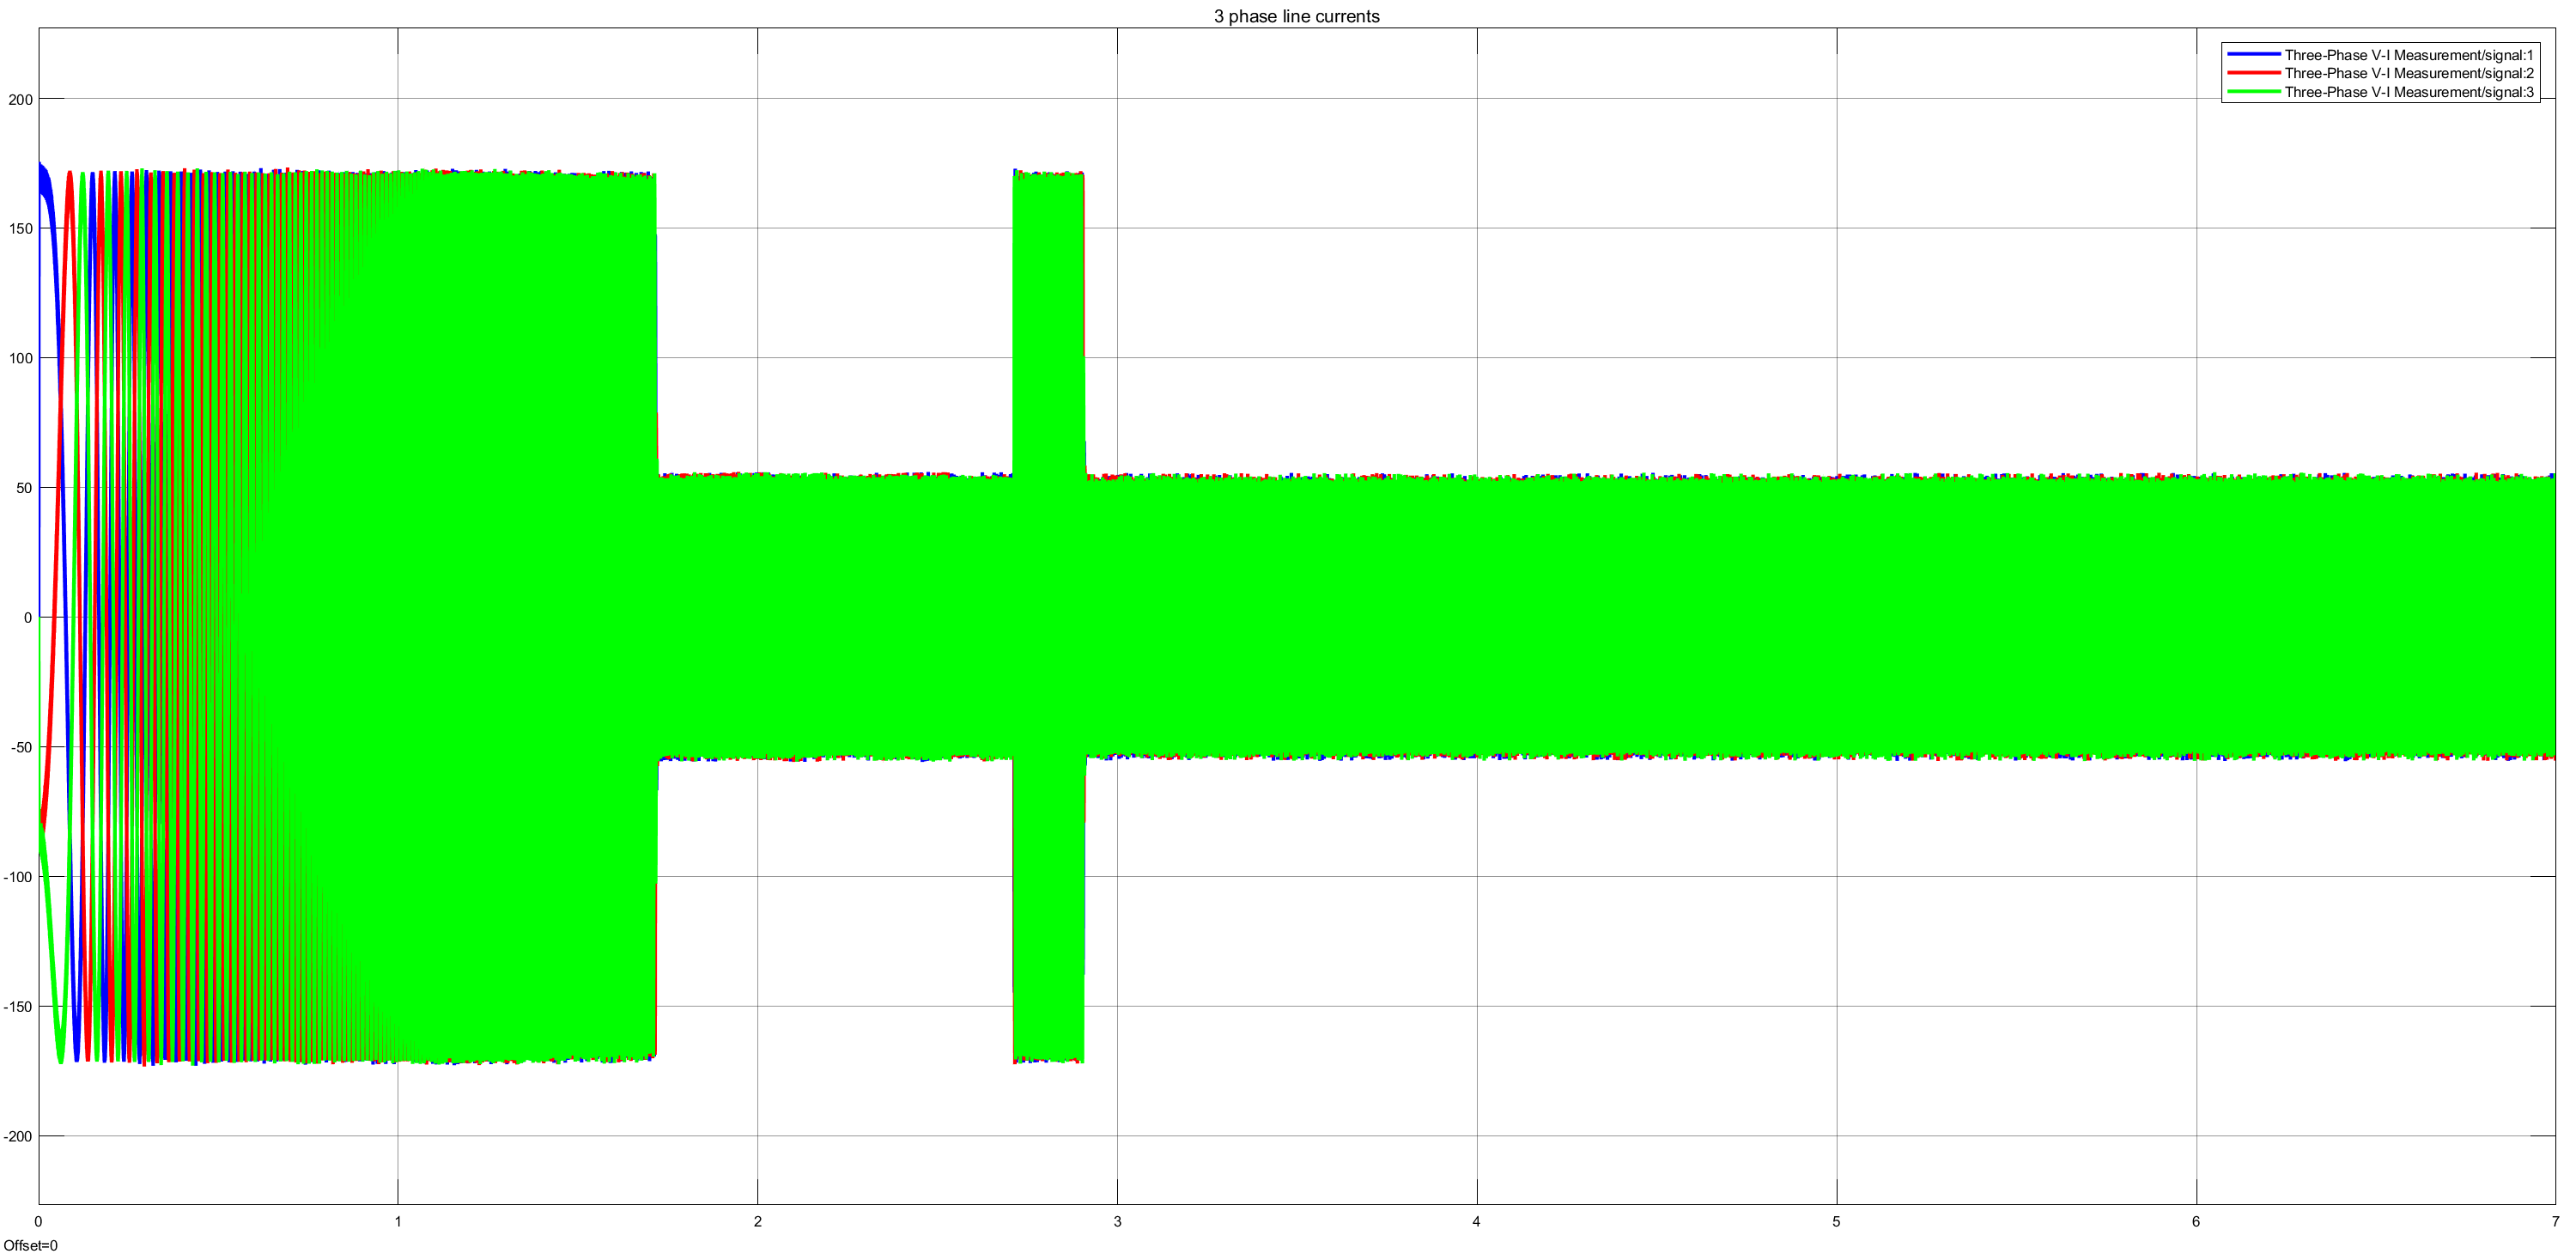 3 phase line currents
Three-Phase V-I Measurement/signal:1
Three-Phase V-I Measurement/signal:2
Three-Phase V-I Measurement/signal:3
200
150
100
50
0
-50
-100
-150
-200
0 1 2 3 4 5 6 7
Offset=0